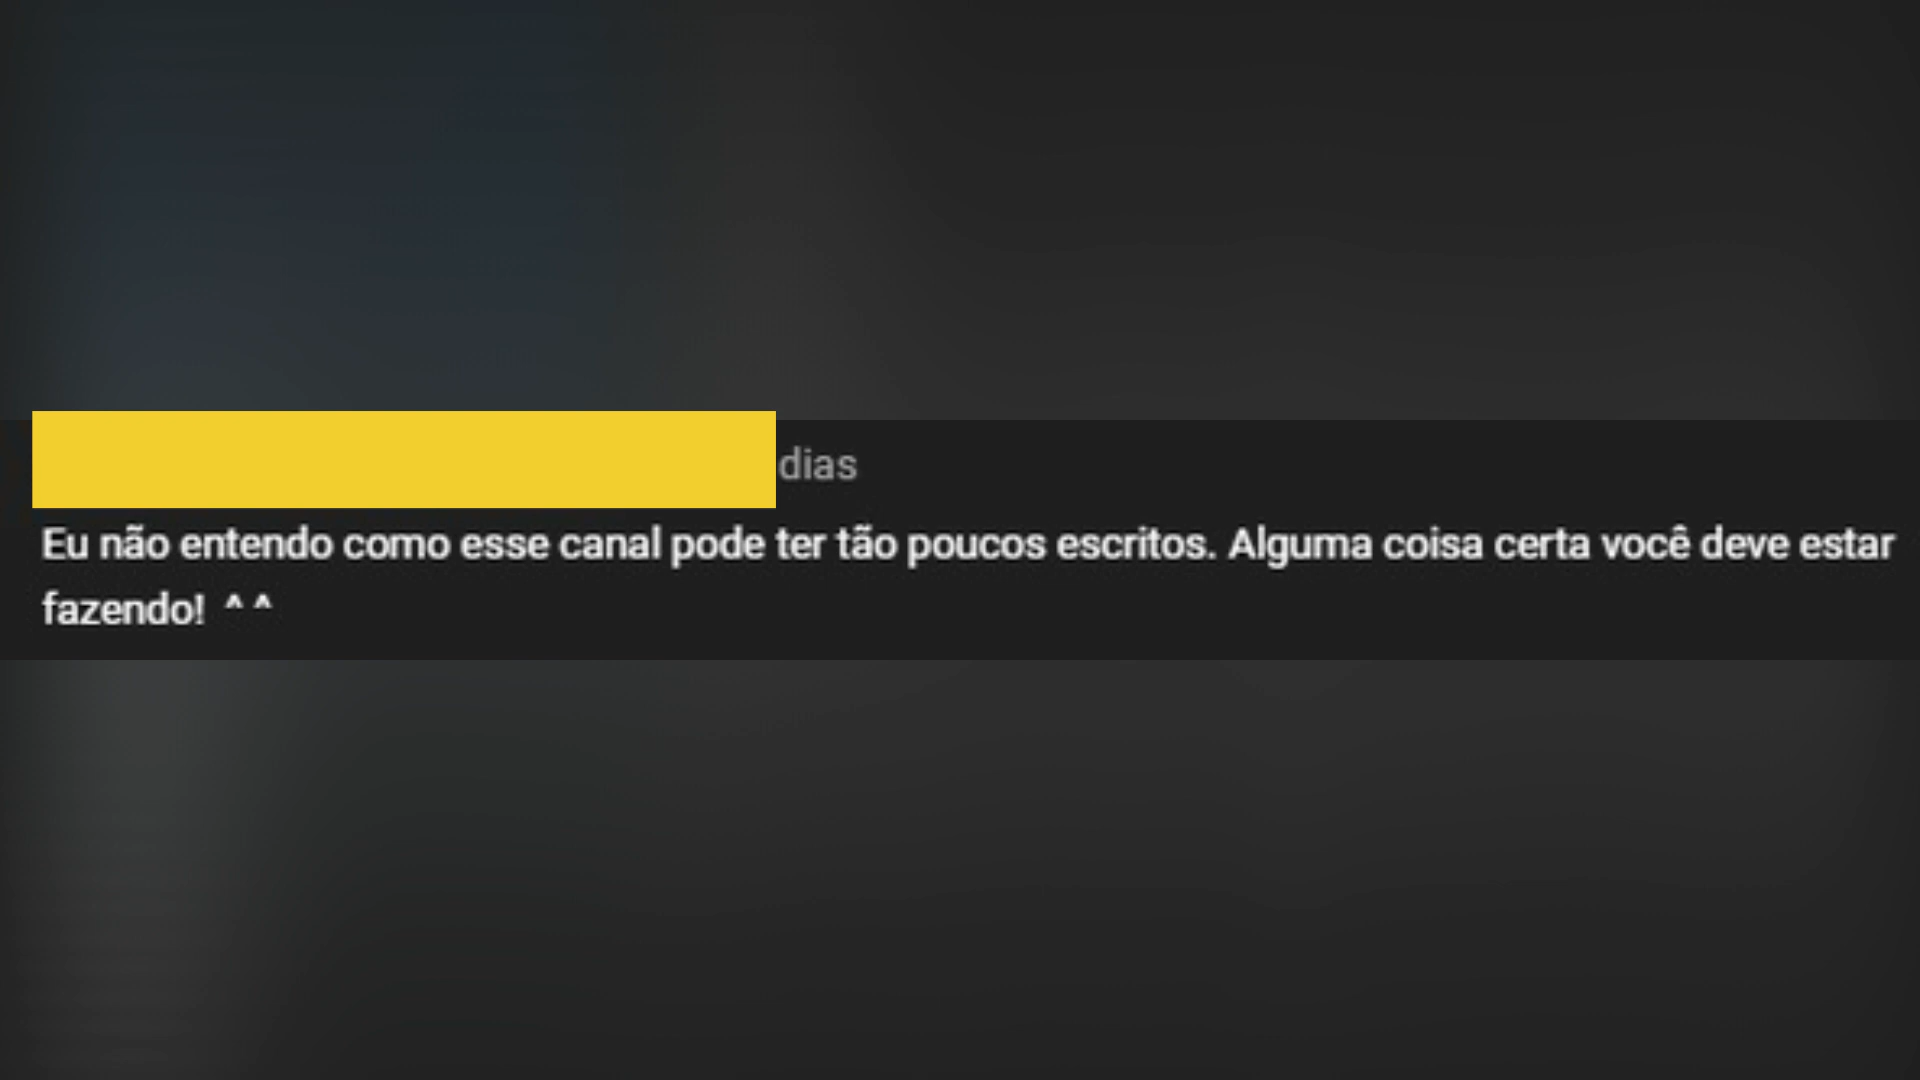 dias
Eu não entendo como esse canal pode ter tão poucos escritos. Alguma coisa certa você deve estar
fazendo! ^ ^